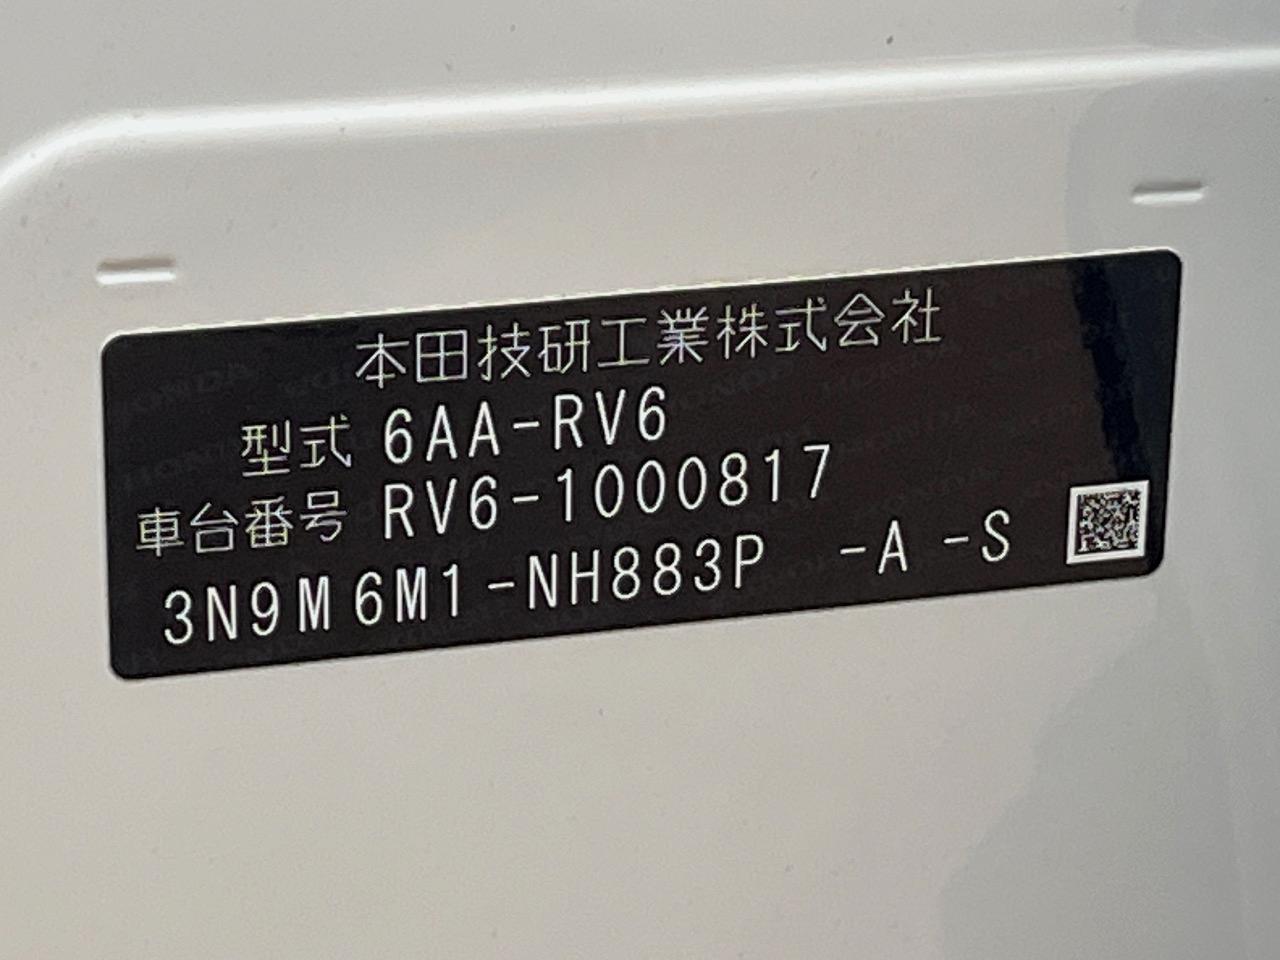 本田技研工業株式会社
型式 6AA-RV6
車台番号 RV6-1000817
3N9M6M1-NH883P -A -S